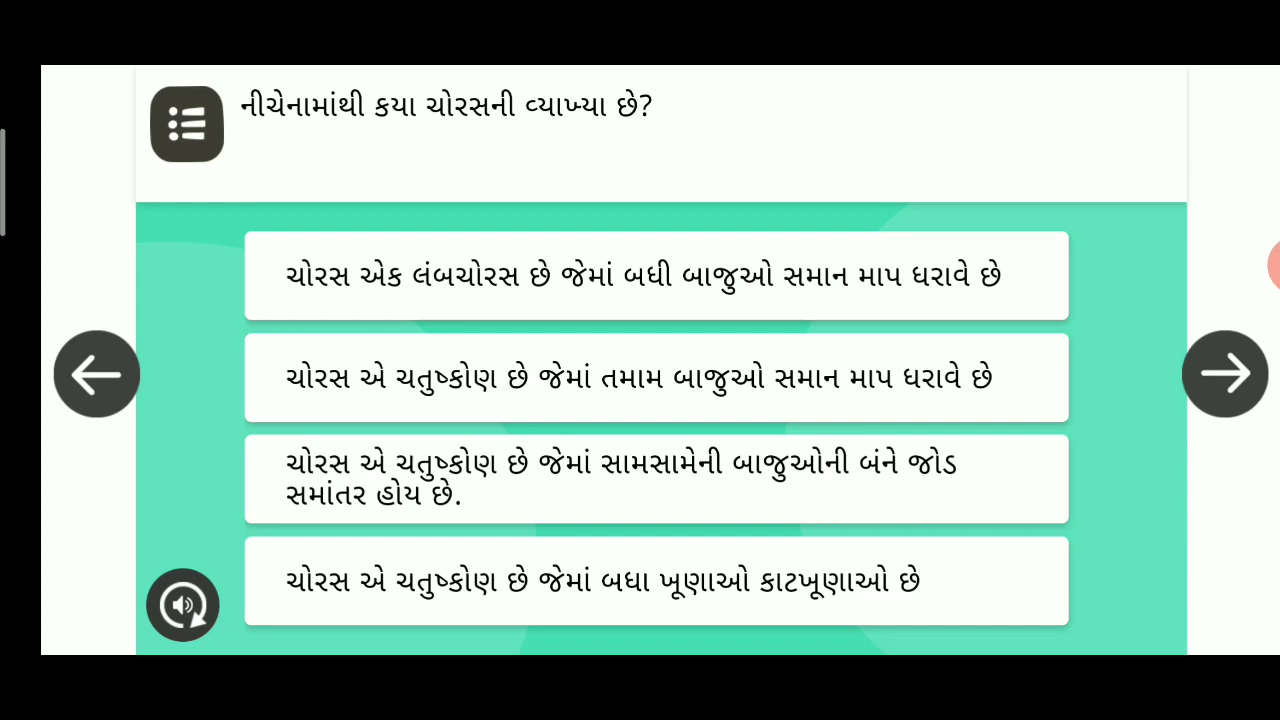 નીચેનામાંથી કયા ચોરસની વ્યાખ્યા છે?
ચોરસ એક લંબચોરસ છે જેમાં બધી બાજુઓ સમાન માપ ધરાવે છે
ચોરસ એ ચતુષ્કોણ છે જેમાં તમામ બાજુઓ સમાન માપ ધરાવે છે
ચોરસ એ ચતુષ્કોણ છે જેમાં સામસામેની બાજુઓની બંને જોડ
સમાંતર હોય છે.
ચોરસ એ ચતુષ્કોણ છે જેમાં બધા ખૂણાઓ કાટખૂણાઓ છે